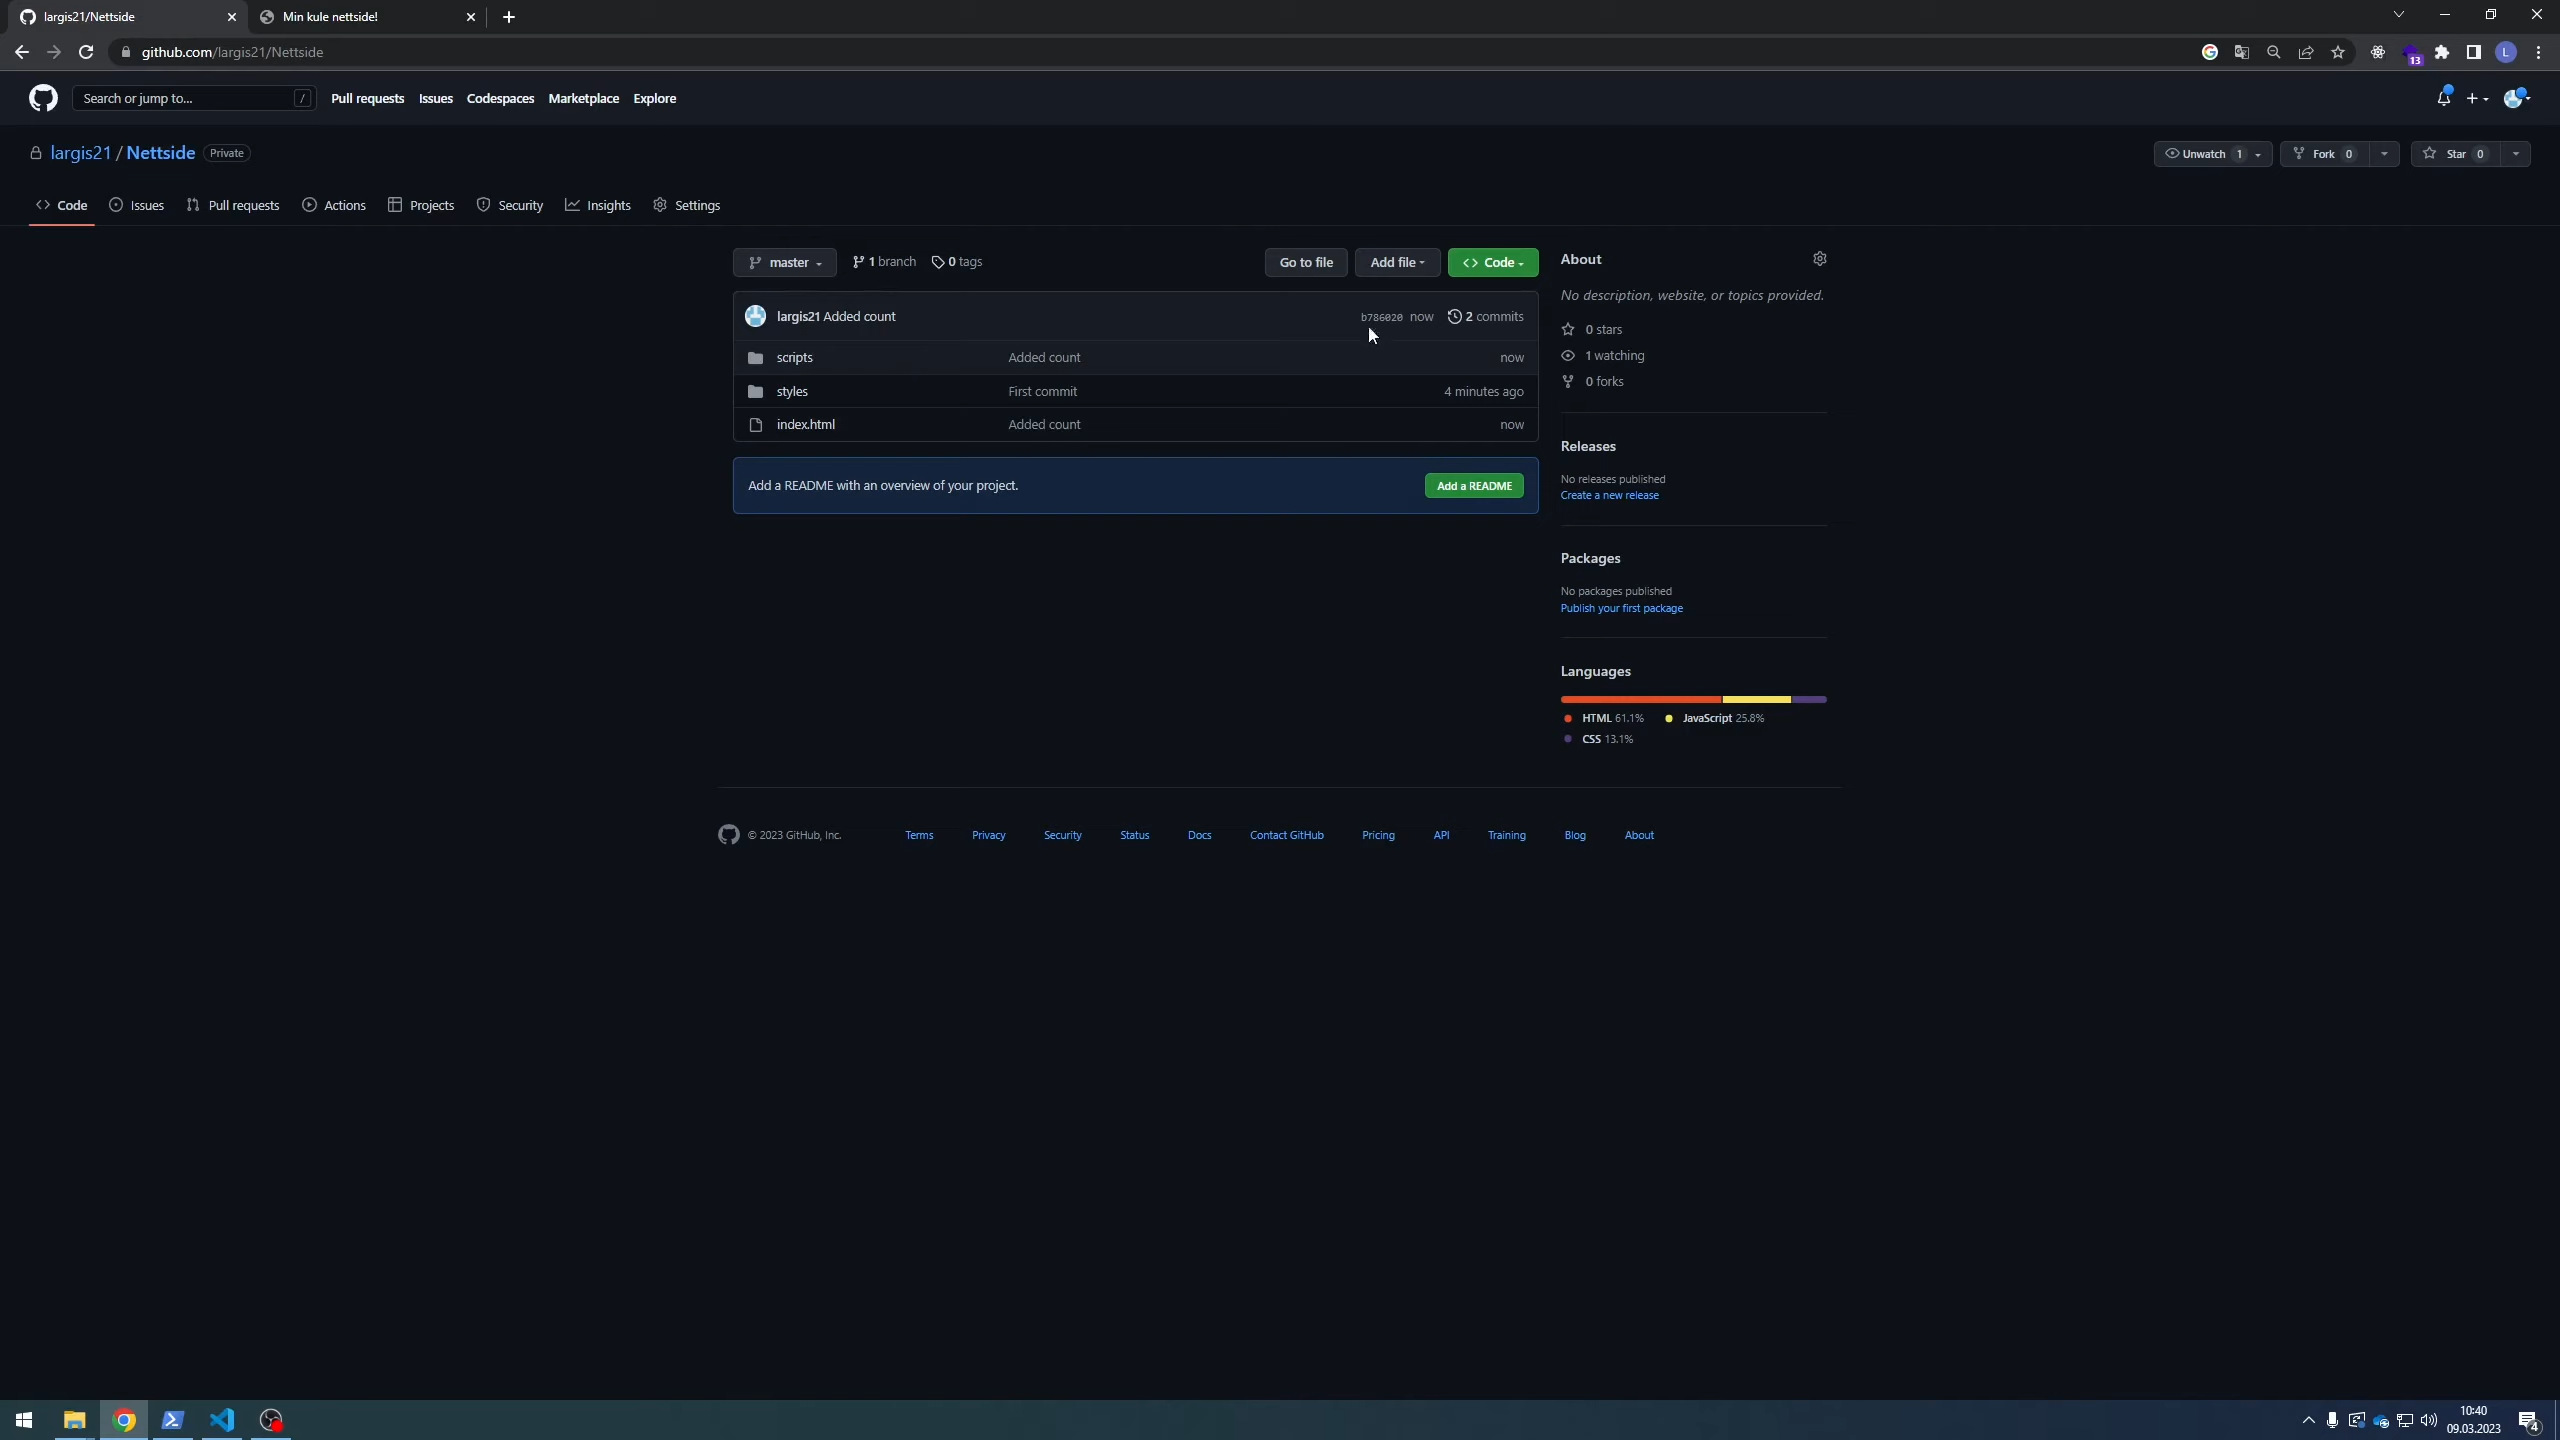 largis21/Nettside
Min kule nettside!
github.com/largis21/Nettside
13
L
Search or jump to...
/
Pull requests
Issues
Codespaces
Marketplace
Explore
largis21 / Nettside
Private
Unwatch 1
Fork 0
Star 0
Code
Issues
Pull requests
Actions
Projects
Security
Insights
Settings
master
1 branch
0 tags
Go to file
Add file
Code
largis21 Added count
b786020 now
2 commits
scripts
Added count
now
styles
First commit
4 minutes ago
index.html
Added count
now
Add a README with an overview of your project.
Add a README
About
No description, website, or topics provided.
0 stars
1 watching
0 forks
Releases
No releases published
Create a new release
Packages
No packages published
Publish your first package
Languages
HTML 61.1%
JavaScript 25.8%
CSS 13.1%
© 2023 GitHub, Inc.
Terms
Privacy
Security
Status
Docs
Contact GitHub
Pricing
API
Training
Blog
About
10:40
09.03.2023
4